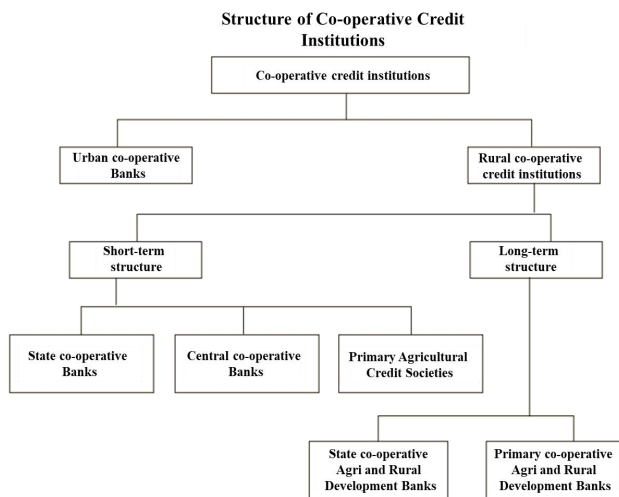 Structure of Co-operative Credit
Institutions
Co-operative credit institutions
Urban co-operative
Banks
Rural co-operative
credit institutions
Short-term
structure
Long-term
structure
State co-operative
Banks
Central co-operative
Banks
Primary Agricultural
Credit Societies
State co-operative
Agri and Rural
Development Banks
Primary co-operative
Agri and Rural
Development Banks